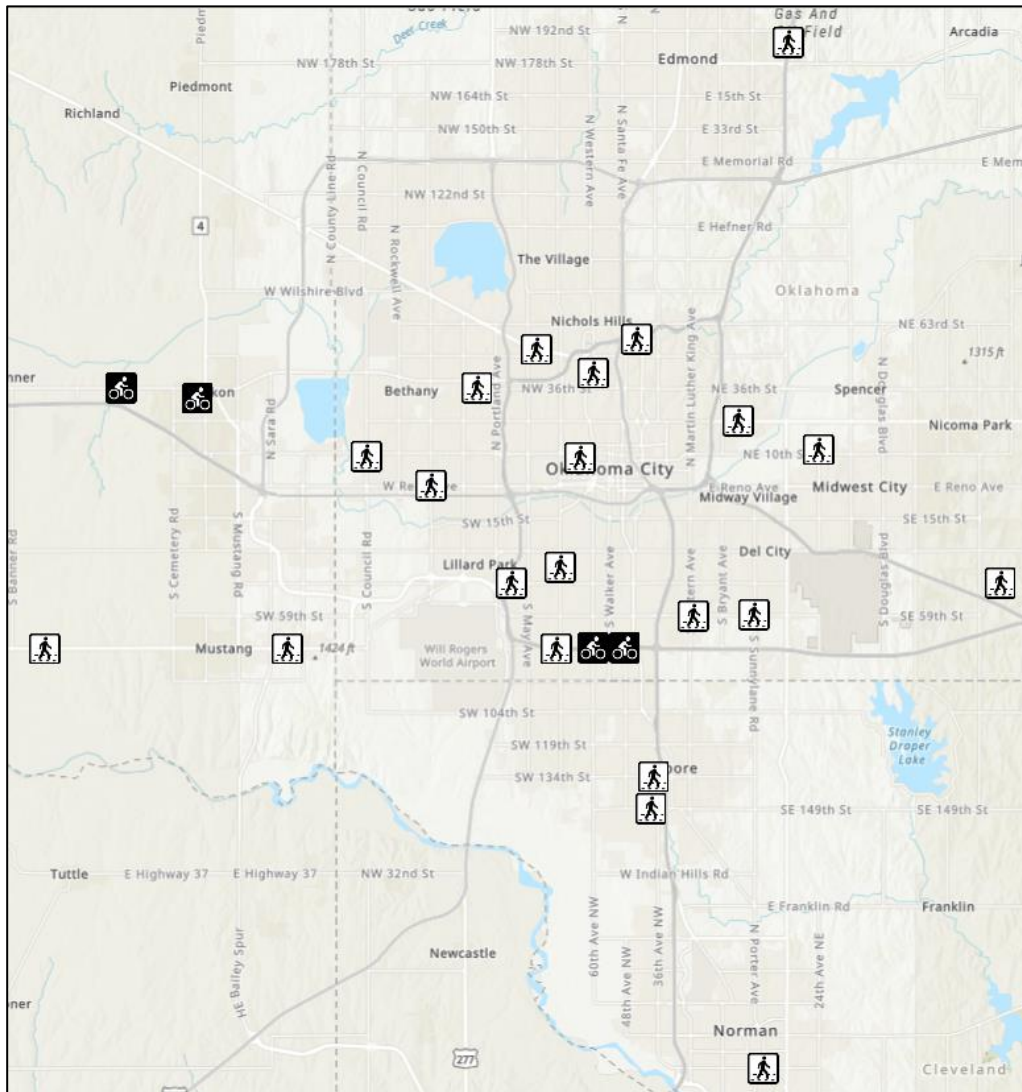 Gas And
Field
Arcadia
NW 192nd St
Deer Creek
Edmond
NW 178th St
NW 178th St
Piedmont
Richland
NW 164th St
E 15th St
N Santa Fe Ave
N Western Ave
NW 150th St
E 33rd St
N County Line Rd
N Council Rd
E Memorial Rd
NW 122nd St
4
N Rockwell Ave
E Hefner Rd
The Village
W Wilshire Blvd
Oklahoma
Nichols Hills
N Martin Luther King Ave
NE 63rd St
1315 ft
N Portland Ave
N Douglas Blvd
Bethany
NW 36th St
NE 36th St
Spencer
N Sara Rd
Nicoma Park
Oklahoma City
NE 10th St
E Reno Ave
Midway Village
Midwest City
E Reno Ave
SW 15th St
SE 15th St
S Banner Rd
S Cemetery Rd
S Mustang Rd
S Council Rd
Lillard Park
S Walker Ave
Del City
S Bryant Ave
S Douglas Blvd
SW 59th St
SE 59th St
S May Ave
Mustang
1424 ft
Will Rogers
World Airport
S Sunnylane Rd
SW 104th St
Stanley
Draper
Lake
SW 119th St
SW 134th St
SE 149th St
SE 149th St
Tuttle
E Highway 37
E Highway 37
NW 32nd St
W Indian Hills Rd
E Franklin Rd
Franklin
HE Bailey Spur
Newcastle
60th Ave NW
48th Ave NW
36th Ave NW
N Porter Ave
24th Ave NE
Norman
277
Cleveland